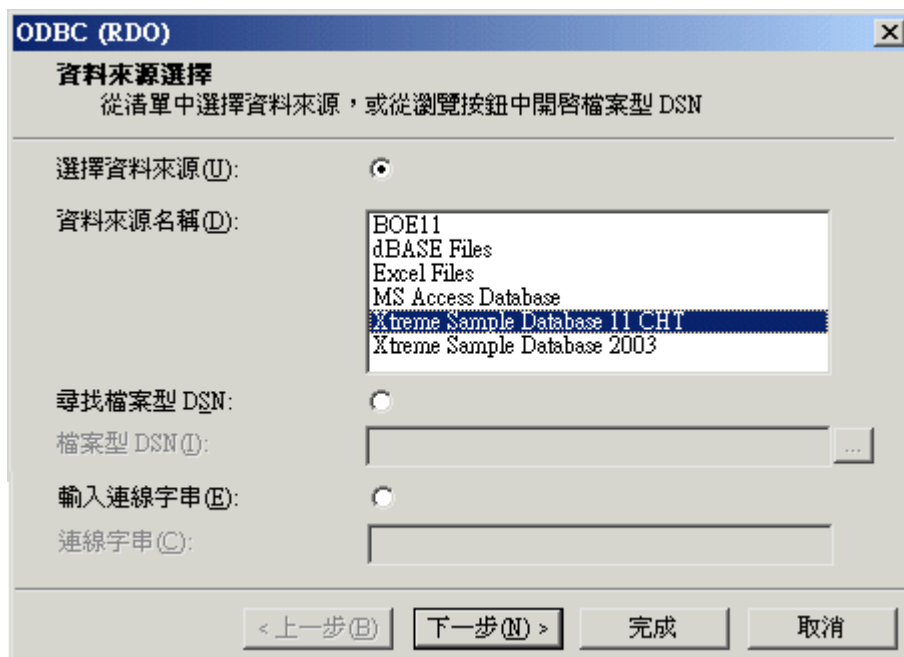 ODBC (RDO)
資料來源選擇
從清單中選擇資料來源，或從瀏覽按鈕中開啓檔案型 DSN
選擇資料來源(U):
資料來源名稱(D):
BOE11
dBASE Files
Excel Files
MS Access Database
Xtreme Sample Database 11 CHT
Xtreme Sample Database 2003
尋找檔案型 DSN:
檔案型 DSN(I):
...
輸入連線字串(E):
連線字串(C):
< 上一步(B)
下一步(N) >
完成
取消